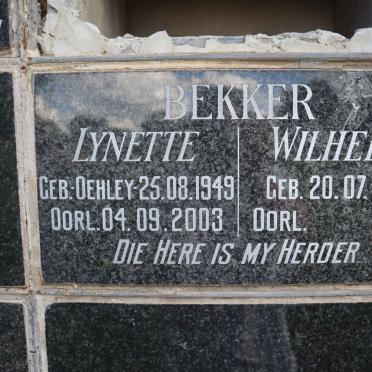 BEKKER
LYNETTE WILHE
GEB: OEHLEY 25.08.1949 GEB. 20.07.
OORL. 04.09.2003 OORL.
DIE HERE IS MY HERDER